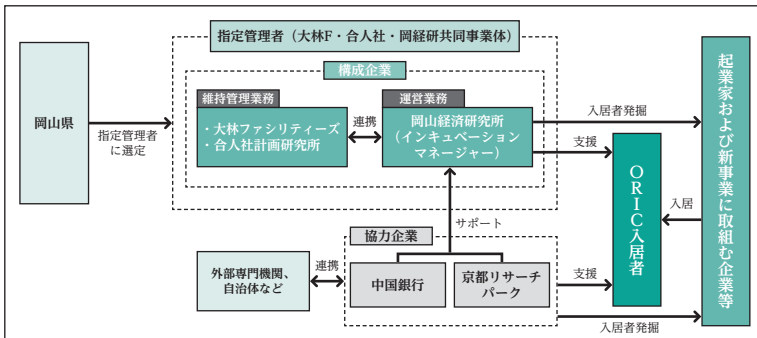 指定管理者（大林F・合人社・岡経研共同事業体）
構成企業
岡山県
指定管理者
に選定
維持管理業務
・大林ファシリティーズ
・合人社計画研究所
連携
運営業務
岡山経済研究所
（インキュベーション
マネージャー）
入居者発掘
支援
ORIC入居者
入居
起業家および新事業に取組む企業等
サポート
協力企業
外部専門機関、
自治体など
連携
中国銀行
京都リサーチ
パーク
支援
入居者発掘